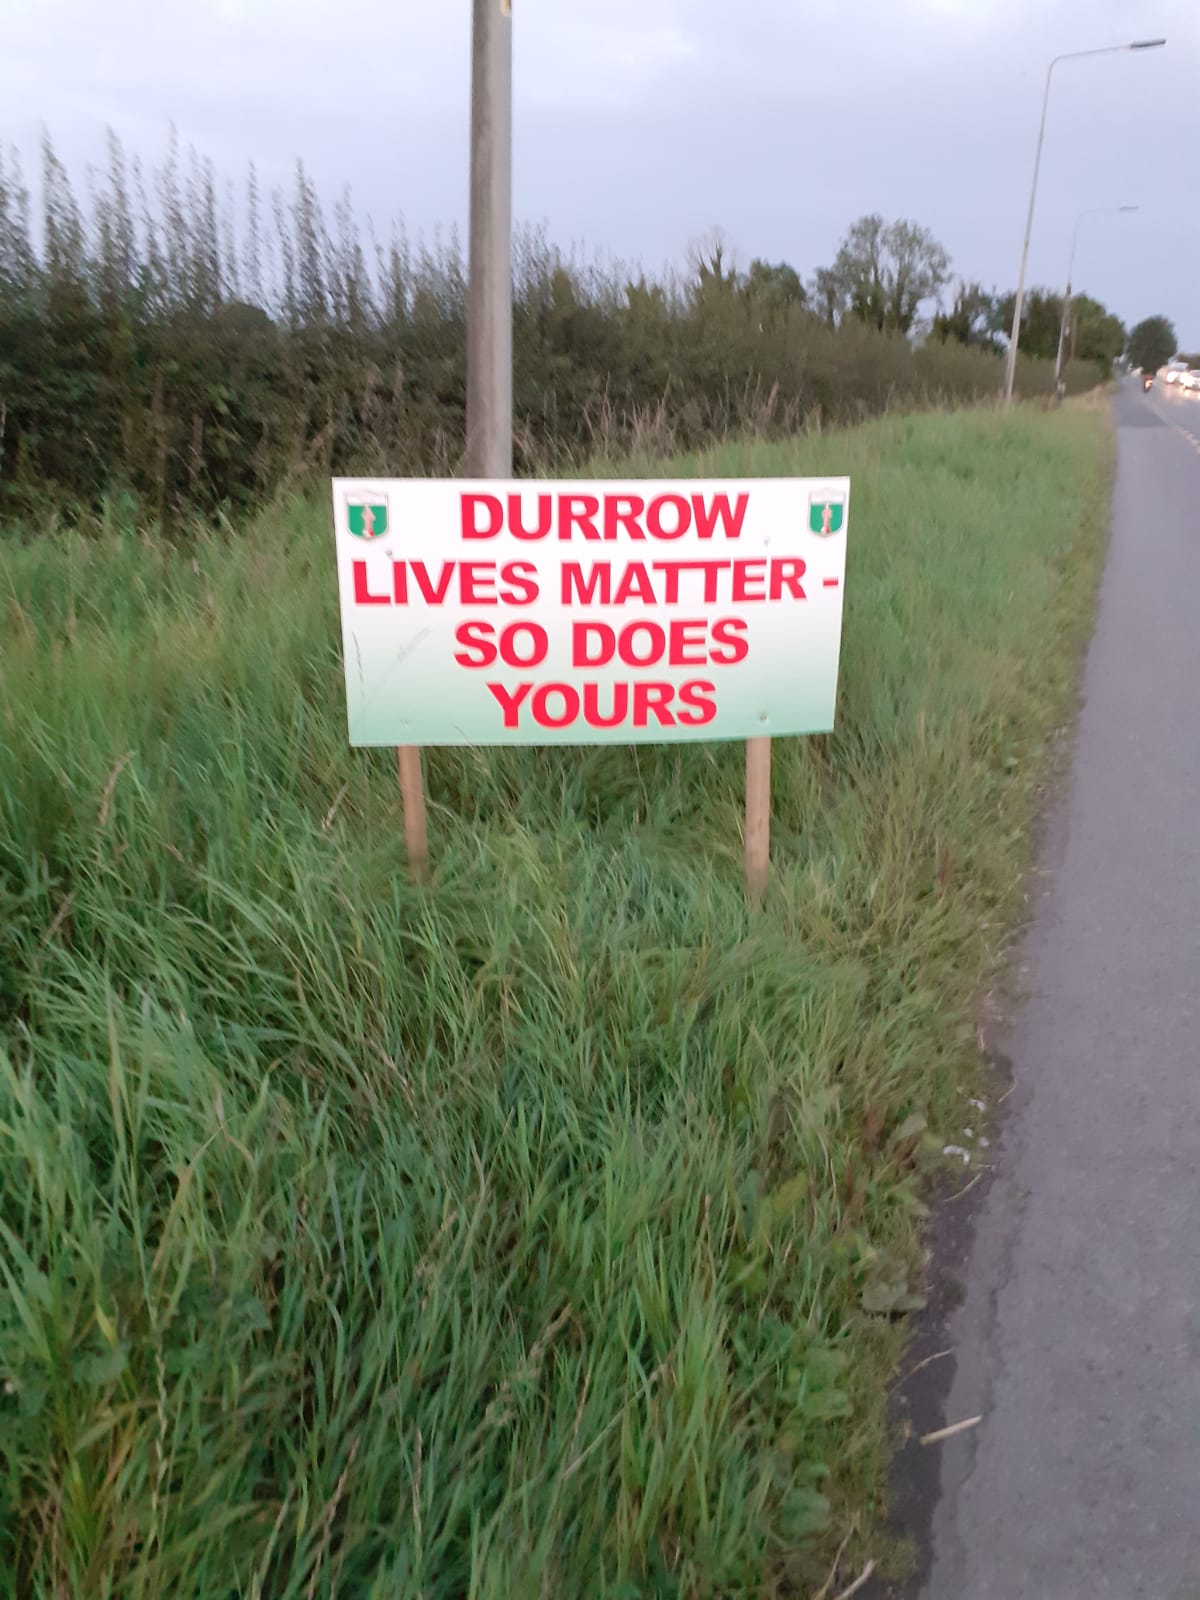 DURROW
LIVES MATTER -
SO DOES
YOURS